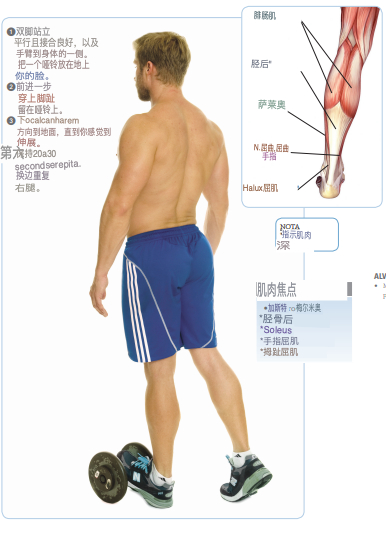 ❶双脚站立
平行且接合良好，以及
手臂到身体的一侧。
把一个哑铃放在地上
你的脸。
❷前进一步
穿上脚趾
留在哑铃上。
❸下ocalcanharem
方向到地面，直到你感觉到
伸展。
第六 保持20a30
secondserepita.
换边重复
右腿。
腓肠肌
胫后*
萨莱奥
N.屈曲,屈曲
手指
Halux屈肌
NOTA
*指示肌肉
深
肌肉焦点
•加斯特
梅尔米奥
*胫骨后
*Soleus
*手指屈肌
*拇趾屈肌
ALV